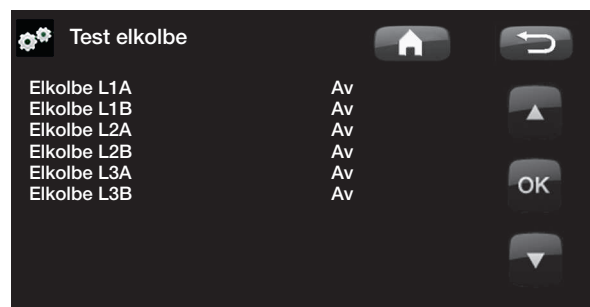 Test elkolbe
Elkolbe L1A Av
Elkolbe L1B Av
Elkolbe L2A Av
Elkolbe L2B Av
Elkolbe L3A Av
Elkolbe L3B Av
OK